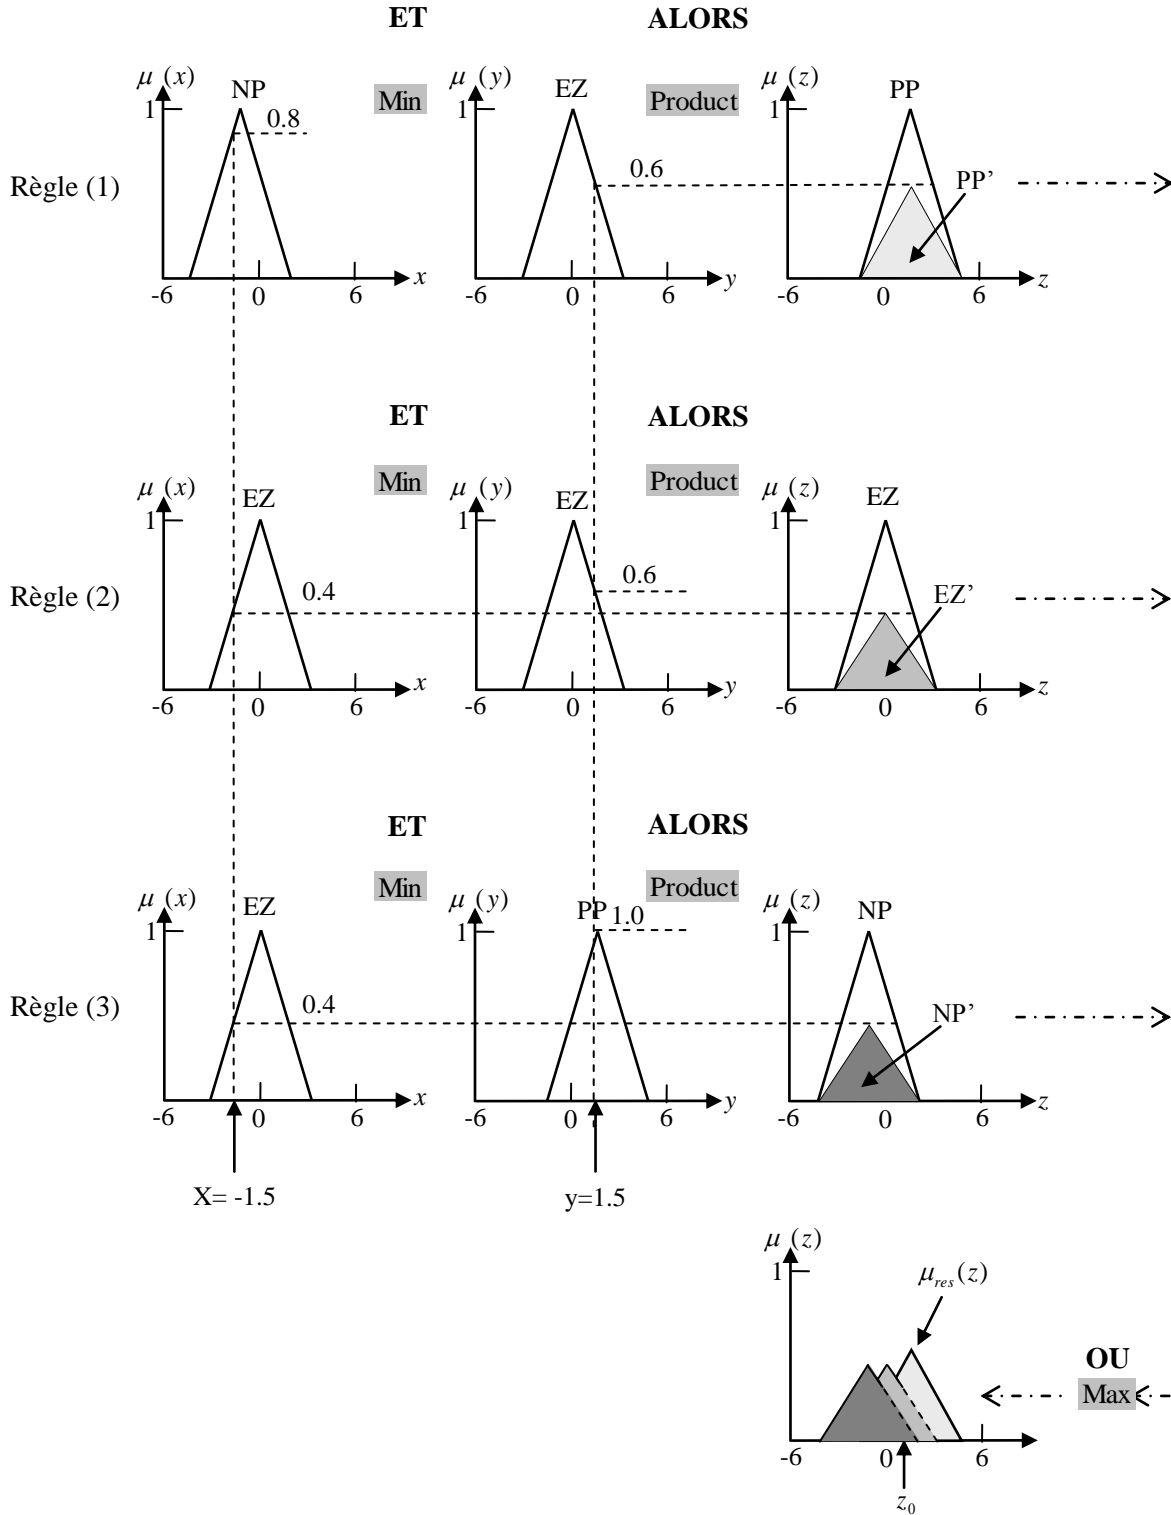 ET ALORS
μ (x) NP Min μ (y) EZ Product μ (z) PP
1 0.8 1 1
Règle (1) 0.6 PP’
-6 0 6 x -6 0 6 y -6 0 6 z
ET ALORS
μ (x) EZ Min μ (y) EZ Product μ (z) EZ
1 1 1
Règle (2) 0.4 0.6 EZ’
-6 0 6 x -6 0 6 y -6 0 6 z
ET ALORS
μ (x) EZ Min μ (y) PP 1.0 Product μ (z) NP
1 1 1
Règle (3) 0.4 NP’
-6 0 6 x -6 0 6 y -6 0 6 z
X= -1.5 y=1.5
μ (z)
1 μres(z)
OU
Max
-6 0 6
z0